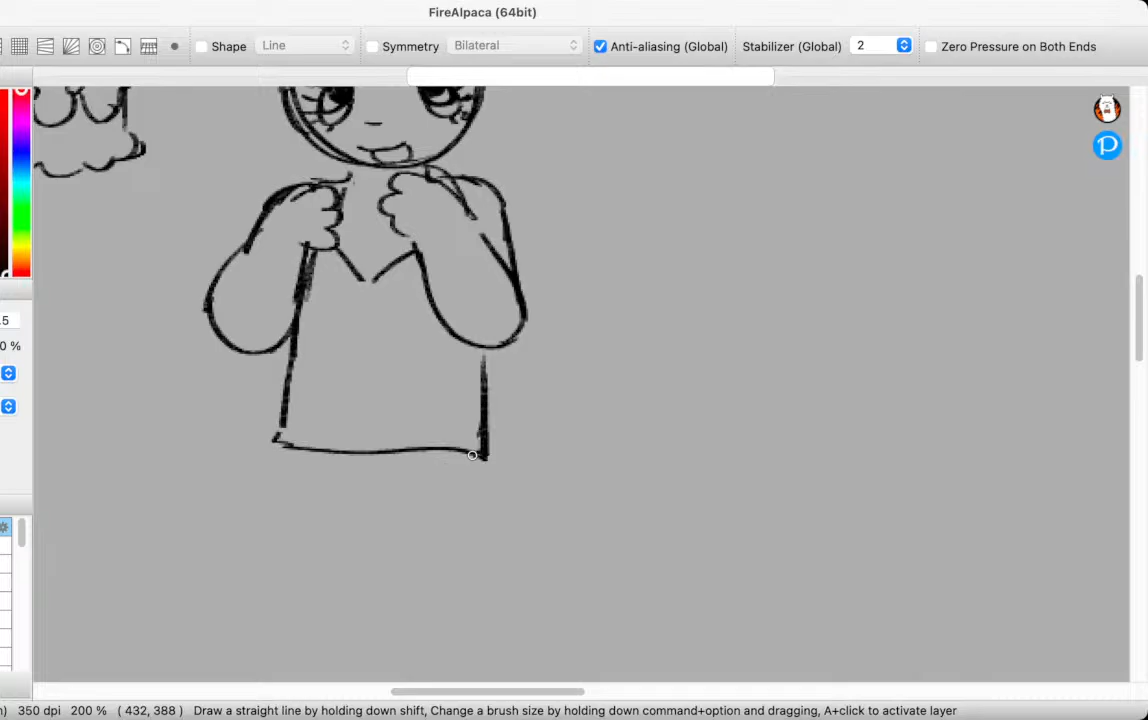 FireAlpaca (64bit)
Shape Line Symmetry Bilateral Anti-aliasing (Global) Stabilizer (Global) 2 Zero Pressure on Both Ends
P
.5
0 %
) 350 dpi 200 % ( 432, 388 ) Draw a straight line by holding down shift, Change a brush size by holding down command+option and dragging, A+click to activate layer